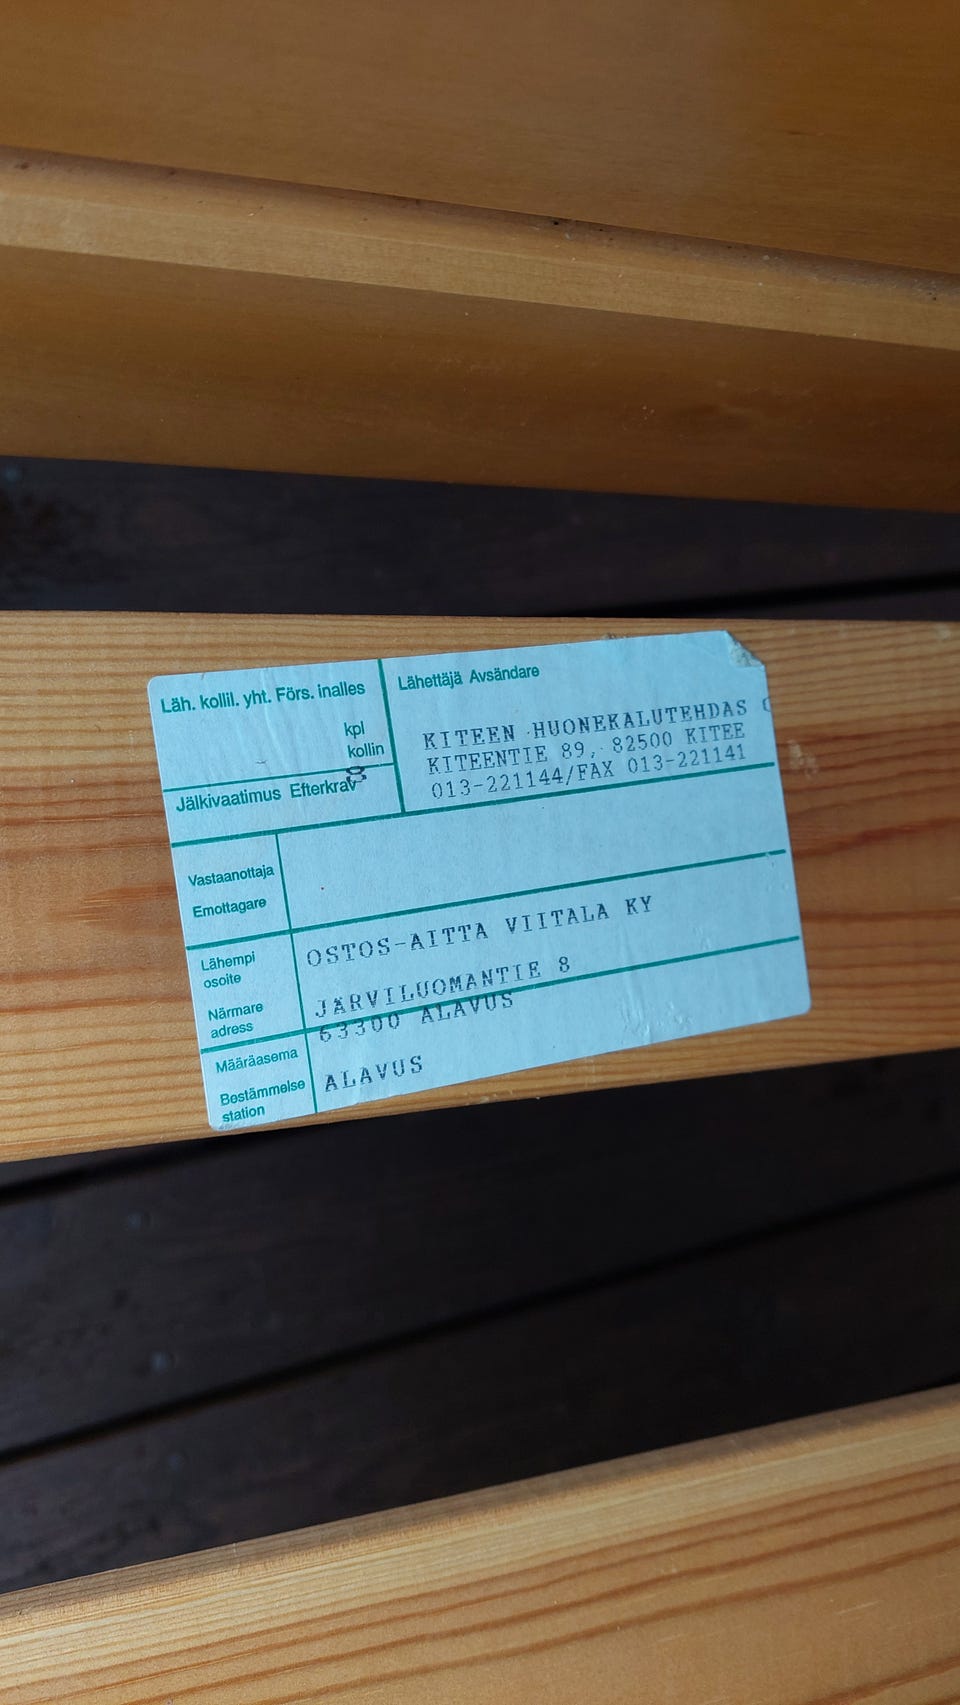 Läh. kollil. yht. Förs. inalles
kpl
kollin
8
Jälkivaatimus Efterkrav
Lähettäjä Avsändare
KITEEN HUONEKALUTEHDAS
KITEENTIE 89, 82500 KITEE
013-221144/FAX 013-221141
Vastaanottaja
Emottagare
OSTOS-AITTA VIITALA KY
Lähempi
osoite
Närmare
adress
JÄRVILUOMANTIE 8
63300 ALAVUS
Määräasema
Bestämmelse
station
ALAVUS